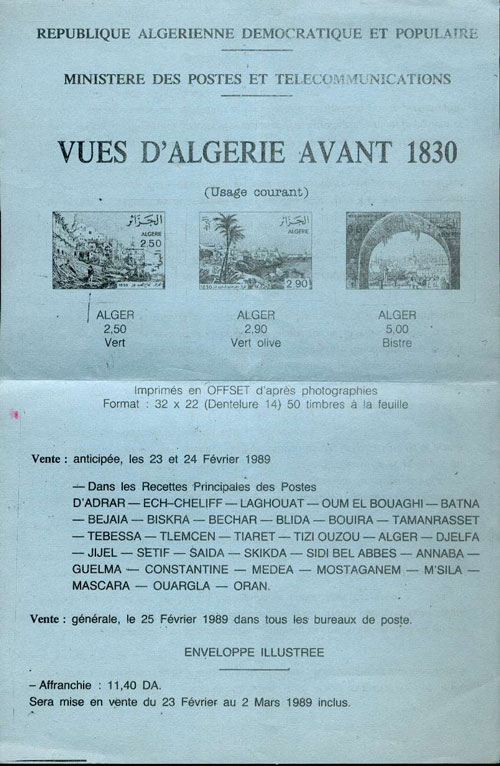 REPUBLIQUE ALGERIENNE DEMOCRATIQUE ET POPULAIRE
MINISTERE DES POSTES ET TELECOMMUNICATIONS
VUES D'ALGERIE AVANT 1830
(Usage courant)
الجزائر
ALGERIE
2,50
الجزائر
ALGERIE
2,90
ALGER
2,50
Vert
ALGER
2,90
Vert olive
ALGER
5,00
Bistre
Imprimés en OFFSET d'après photographies
Format : 32 x 22 (Dentelure 14) 50 timbres à la feuille
Vente : anticipée, les 23 et 24 Février 1989
— Dans les Recettes Principales des Postes
D'ADRAR — ECH-CHELIFF — LAGHOUAT — OUM EL BOUAGHI — BATNA
— BEJAIA — BISKRA — BECHAR — BLIDA — BOUIRA — TAMANRASSET
— TEBESSA — TLEMCEN — TIARET — TIZI OUZOU — ALGER — DJELFA
— JIJEL — SETIF — SAIDA — SKIKDA — SIDI BEL ABBES — ANNABA —
GUELMA — CONSTANTINE — MEDEA — MOSTAGANEM — M'SILA —
MASCARA — OUARGLA — ORAN.
Vente : générale, le 25 Février 1989 dans tous les bureaux de poste.
ENVELOPPE ILLUSTREE
– Affranchie : 11,40 DA.
Sera mise en vente du 23 Février au 2 Mars 1989 inclus.